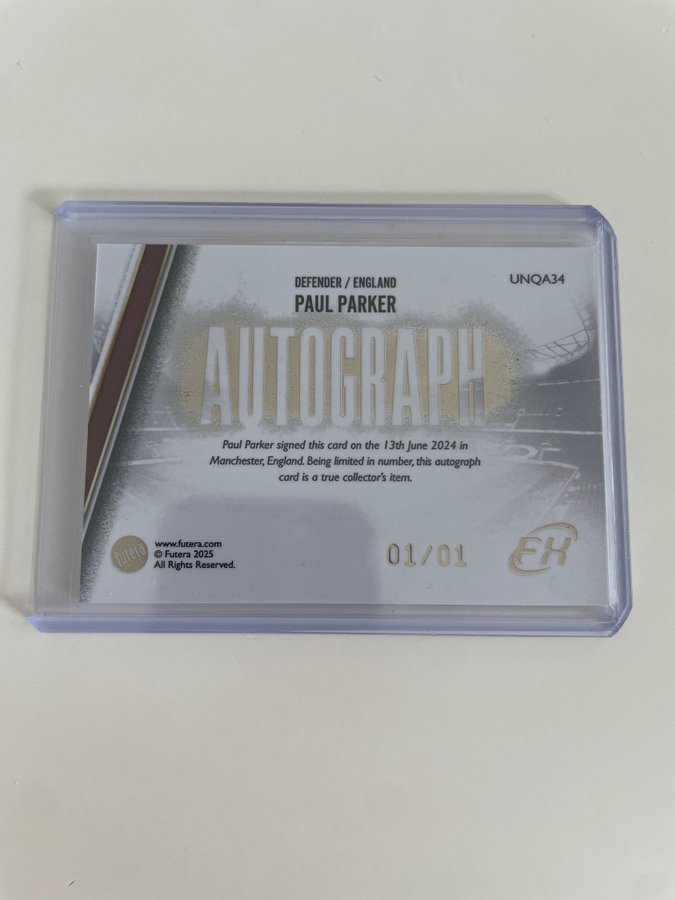 DEFENDER / ENGLAND
PAUL PARKER
UNQA34
AUTOGRAPH
Paul Parker signed this card on the 13th June 2024 in
Manchester, England. Being limited in number, this autograph
card is a true collector's item.
futera
www.futera.com
© Futera 2025
All Rights Reserved.
01/01
FX